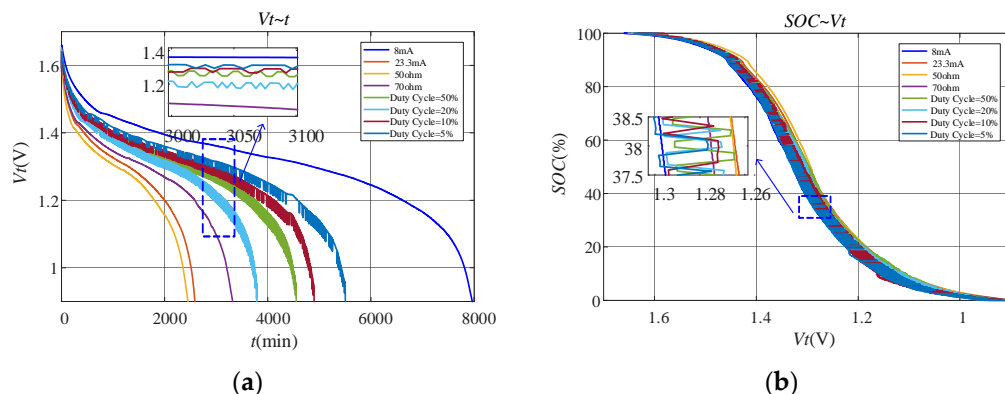 Vt~t
Vt(V)
1.6
1.4
1.2
1
0
2000
4000
6000
8000
t(min)
1.4
1.2
3000
3050
3100
8mA
23.3mA
50ohm
70ohm
Duty Cycle=50%
Duty Cycle=20%
Duty Cycle=10%
Duty Cycle=5%
(a)
SOC~Vt
SOC(%)
100
80
60
40
20
0
1.6
1.4
1.2
1
Vt(V)
38.5
38
37.5
1.3
1.28
1.26
8mA
23.3mA
50ohm
70ohm
Duty Cycle=50%
Duty Cycle=20%
Duty Cycle=10%
Duty Cycle=5%
(b)